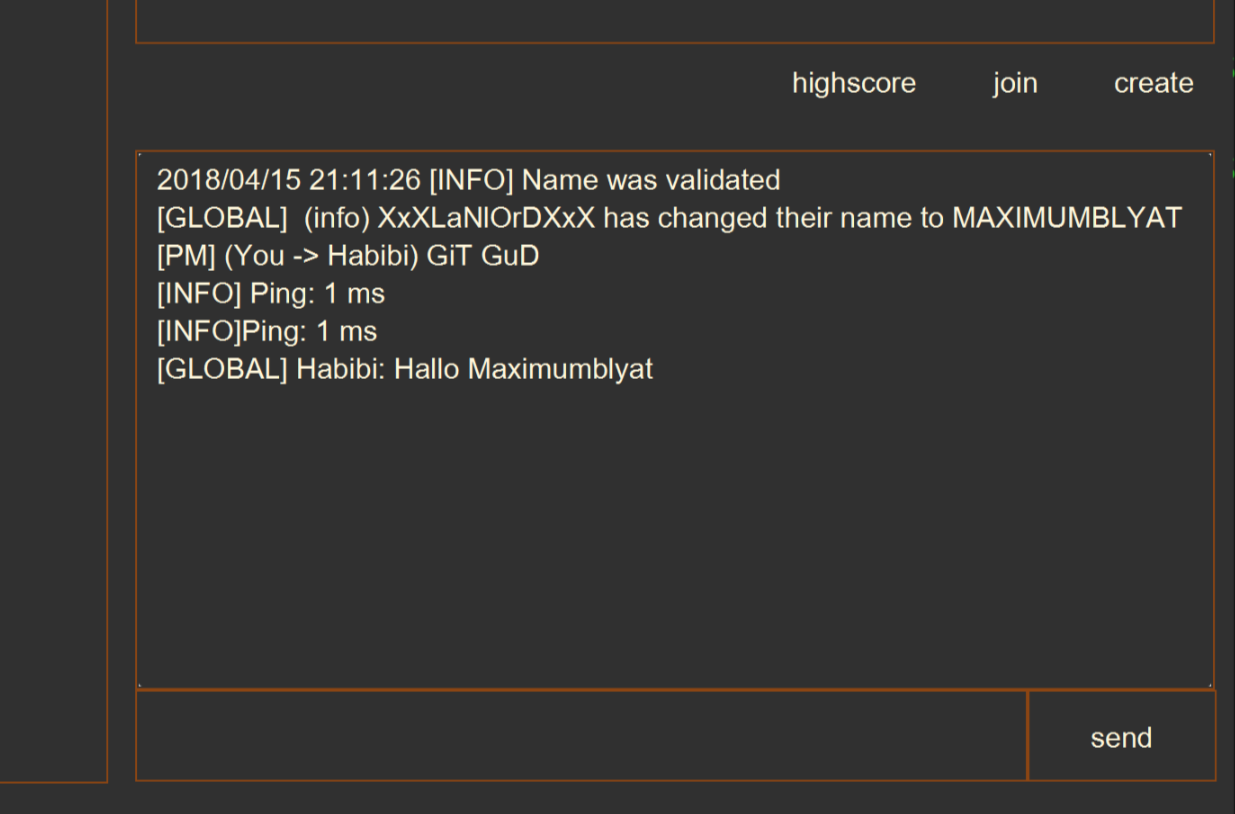 highscore join create
2018/04/15 21:11:26 [INFO] Name was validated
[GLOBAL]  (info) XxXLaNlOrDXxX has changed their name to MAXIMUMBLYAT
[PM] (You -> Habibi) GiT GuD
[INFO] Ping: 1 ms
[INFO]Ping: 1 ms
[GLOBAL] Habibi: Hallo Maximumblyat
send